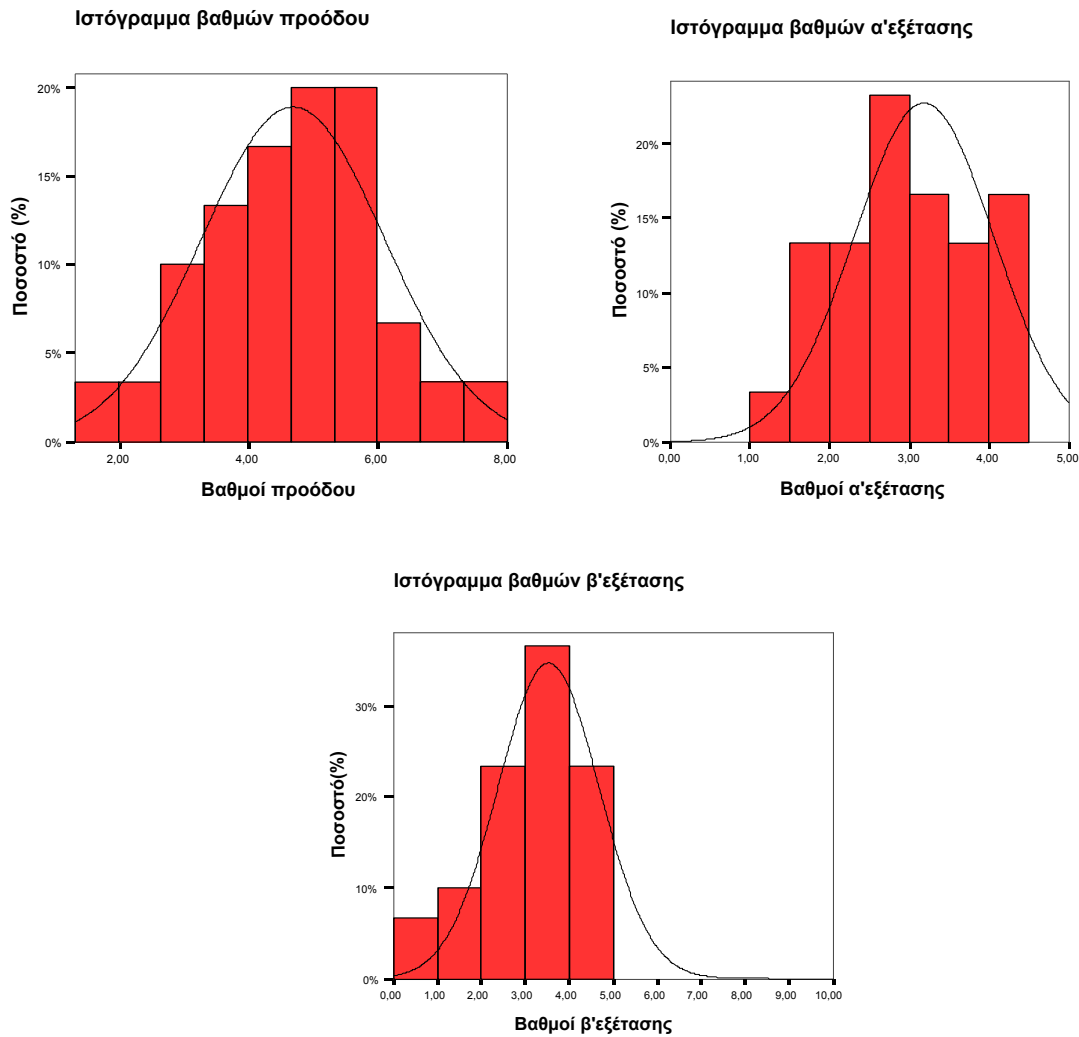 Ιστόγραμμα βαθμών προόδου
20%
15%
10%
5%
0%
Ποσοστό (%)
2,00 4,00 6,00 8,00
Βαθμοί προόδου
Ιστόγραμμα βαθμών α'εξέτασης
20%
15%
10%
5%
0%
Ποσοστό (%)
0,00 1,00 2,00 3,00 4,00 5,00
Βαθμοί α'εξέτασης
Ιστόγραμμα βαθμών β'εξέτασης
30%
20%
10%
0%
Ποσοστό(%)
0,00 1,00 2,00 3,00 4,00 5,00 6,00 7,00 8,00 9,00 10,00
Βαθμοί β'εξέτασης